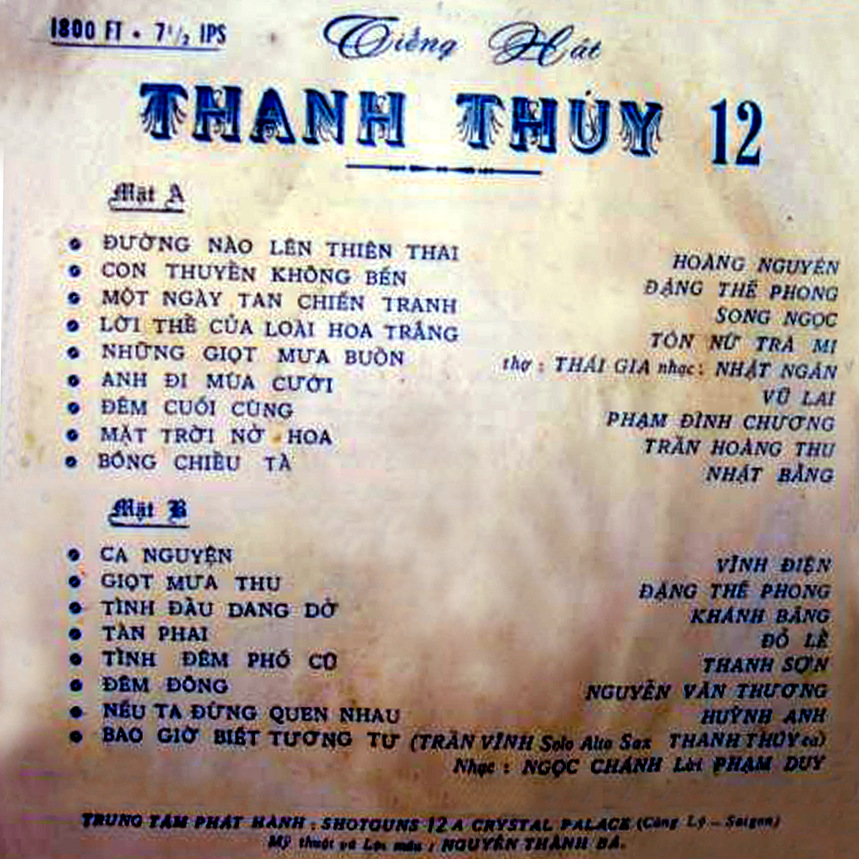 1800 FT • 7½ IPS
Tiếng Hát
THANH THÚY 12
Mặt A
ĐƯỜNG NÀO LÊN THIÊN THAI HOÀNG NGUYÊN
CON THUYỀN KHÔNG BẾN ĐẶNG THẾ PHONG
MỘT NGÀY TAN CHIẾN TRANH SONG NGỌC
LỜI THỀ CỦA LOÀI HOA TRẮNG TÔN NỮ TRÀ MI
NHỮNG GIỌT MƯA BUỒN thơ : THÁI GIA nhạc : NHẬT NGÂN
ANH ĐI MÙA CƯỚI VŨ LAI
ĐÊM CUỐI CÙNG PHẠM ĐÌNH CHƯƠNG
MẶT TRỜI NỞ HOA TRẦN HOÀNG THU
BÓNG CHIỀU TÀ NHẬT BẰNG
Mặt B
CA NGUYỆN VĨNH ĐIỆN
GIỌT MƯA THU ĐẶNG THẾ PHONG
TÌNH ĐẦU DANG DỞ KHÁNH BĂNG
TÀN PHAI ĐỖ LỄ
TÌNH ĐÊM PHỐ CŨ THANH SƠN
ĐÊM ĐÔNG NGUYỄN VĂN THƯƠNG
NẾU TA ĐỪNG QUEN NHAU HUỲNH ANH
BAO GIỜ BIẾT TƯƠNG TƯ (TRẦN VĨNH Solo Alto Sax THANH THÚY ca)
Nhạc : NGỌC CHÁNH Lời PHẠM DUY
TRUNG TÂM PHÁT HÀNH : SHOTGUNS 12 A CRYSTAL PALACE (Công Lý – Saigon)
Mỹ thuật và Lợi mẫu : NGUYỄN THÀNH BÁ.